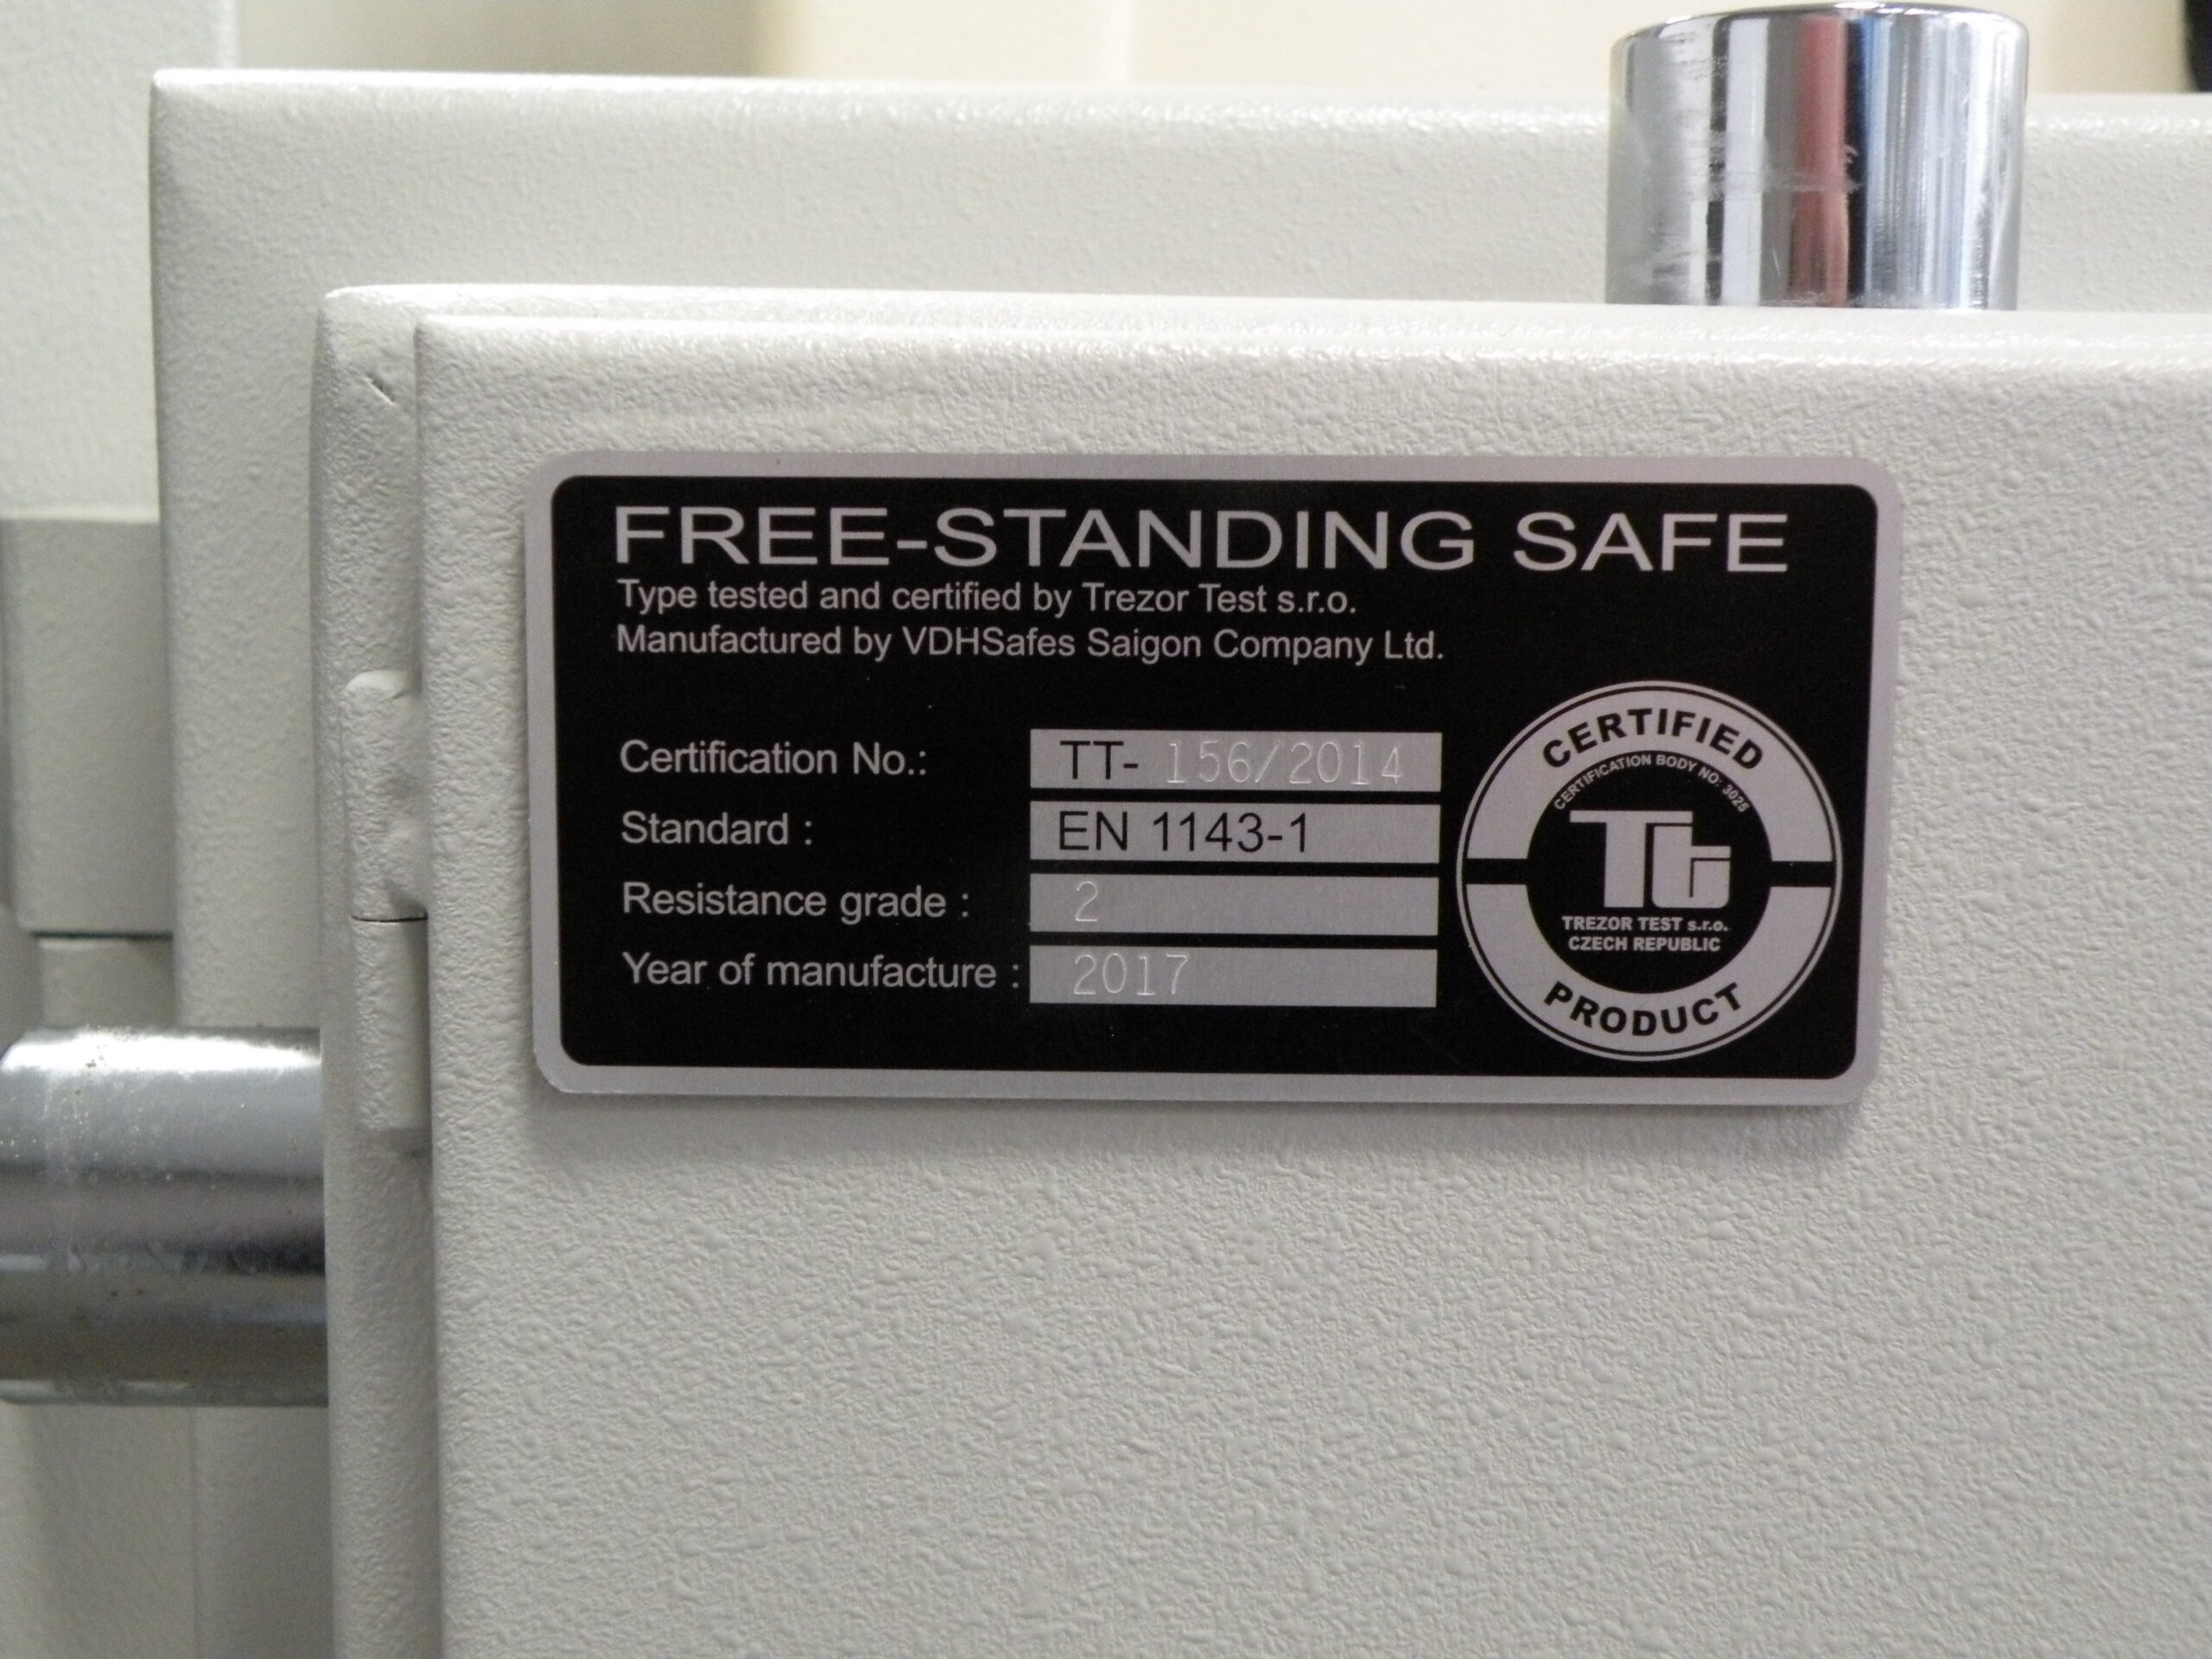 FREE-STANDING SAFE
Type tested and certified by Trezor Test s.r.o.
Manufactured by VDHSafes Saigon Company Ltd.
Certification No.: TT- 156/2014
Standard : EN 1143-1
Resistance grade : 2
Year of manufacture : 2017
CERTIFIED
CERTIFICATION BODY NO: 3025
Tt
TREZOR TEST s.r.o.
CZECH REPUBLIC
PRODUCT